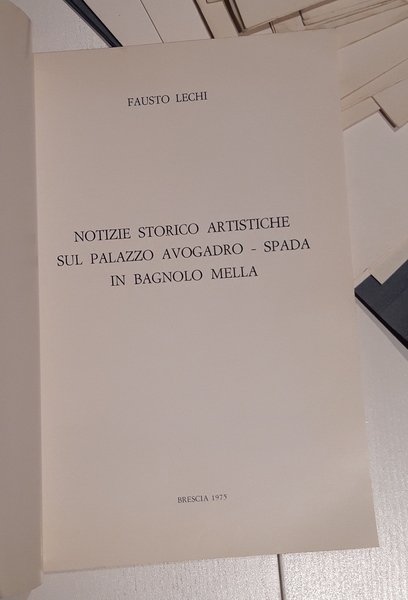 FAUSTO LECHI
NOTIZIE STORICO ARTISTICHE
SUL PALAZZO AVOGADRO - SPADA
IN BAGNOLO MELLA
BRESCIA 1975